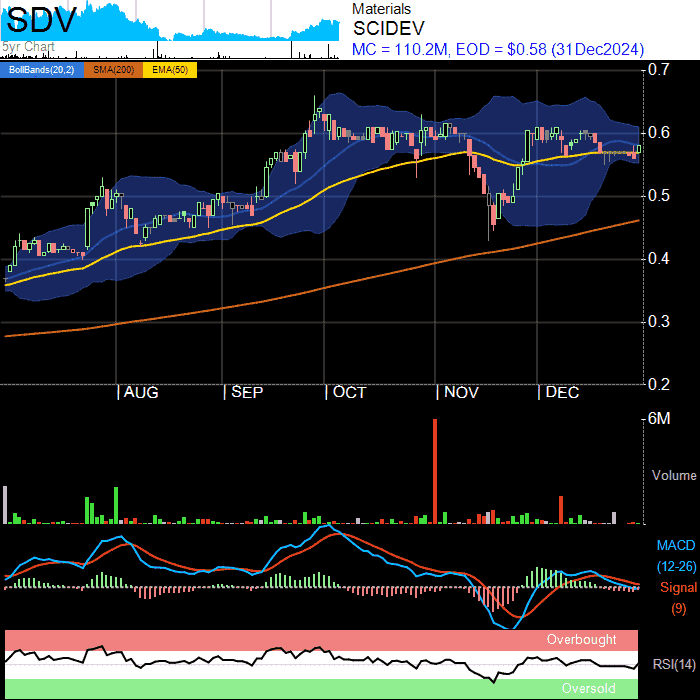 SDV
5yr Chart
Materials
SCIDEV
MC = 110.2M, EOD = $0.58 (31Dec2024)
BollBands(20,2) SMA(200) EMA(50)
0.7
0.6
0.5
0.4
0.3
0.2
AUG SEP OCT NOV DEC
6M
Volume
MACD
(12-26)
Signal
(9)
Overbought
RSI(14)
Oversold